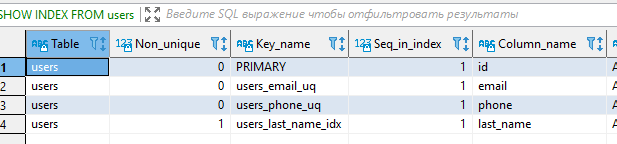 SHOW INDEX FROM users Введите SQL выражение чтобы отфильтровать результаты
Table Non_unique Key_name Seq_in_index Column_name
1 users 0 PRIMARY 1 id A
2 users 0 users_email_uq 1 email A
3 users 0 users_phone_uq 1 phone A
4 users 1 users_last_name_idx 1 last_name A